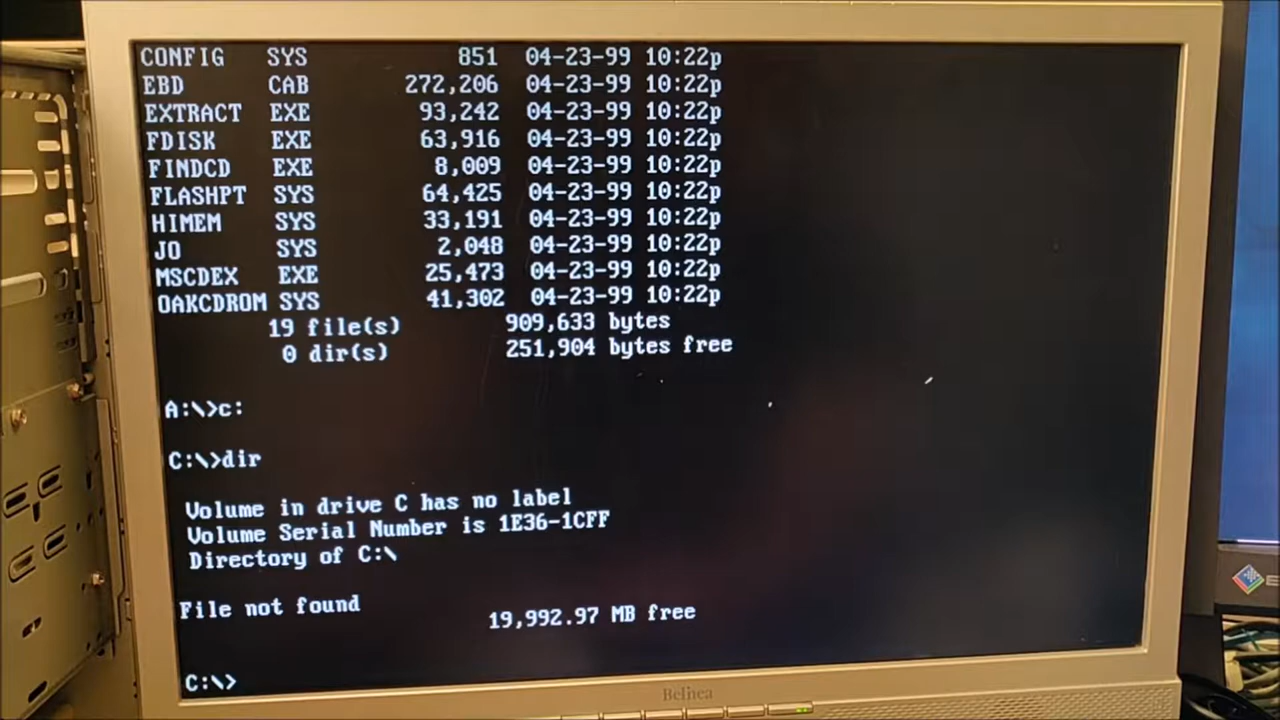 CONFIG SYS 851 04-23-99 10:22p
EBD CAB 272,206 04-23-99 10:22p
EXTRACT EXE 93,242 04-23-99 10:22p
FDISK EXE 63,916 04-23-99 10:22p
FINDCD EXE 8,009 04-23-99 10:22p
FLASHPT SYS 64,425 04-23-99 10:22p
HIMEM SYS 33,191 04-23-99 10:22p
JO SYS 2,048 04-23-99 10:22p
MSCDEX EXE 25,473 04-23-99 10:22p
OAKCDROM SYS 41,302 04-23-99 10:22p
19 file(s) 909,633 bytes
0 dir(s) 251,904 bytes free
A:\>c:
C:\>dir
Volume in drive C has no label
Volume Serial Number is 1E36-1CFF
Directory of C:\
File not found
19,992.97 MB free
C:\>
Belinea